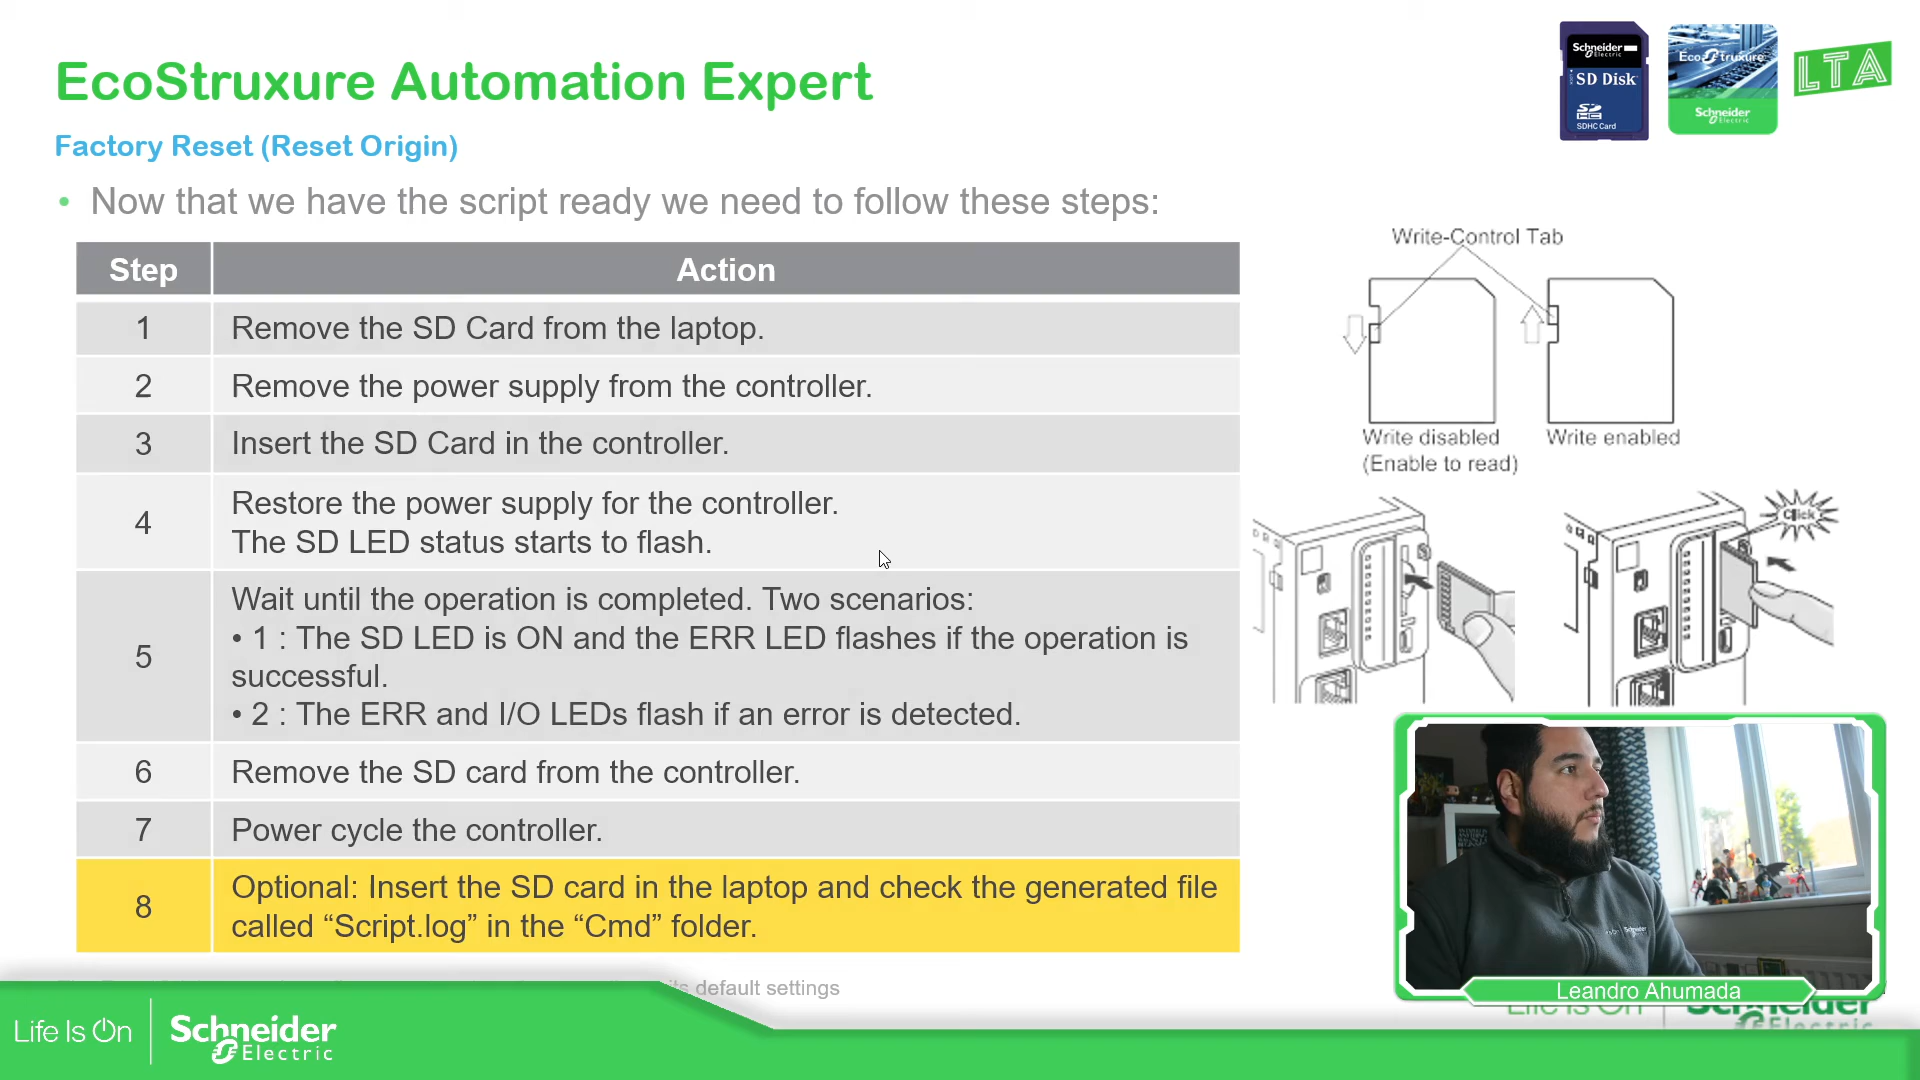 EcoStruxure Automation Expert
Factory Reset (Reset Origin)
• Now that we have the script ready we need to follow these steps:
Step Action
1 Remove the SD Card from the laptop.
2 Remove the power supply from the controller.
3 Insert the SD Card in the controller.
4 Restore the power supply for the controller.
The SD LED status starts to flash.
5 Wait until the operation is completed. Two scenarios:
• 1 : The SD LED is ON and the ERR LED flashes if the operation is
successful.
• 2 : The ERR and I/O LEDs flash if an error is detected.
6 Remove the SD card from the controller.
7 Power cycle the controller.
8 Optional: Insert the SD card in the laptop and check the generated file
called “Script.log” in the “Cmd” folder.
its default settings
Schneider
Electric
SD Disk
SDHC Card
EcoStruxure
Schneider
Electric
LTA
Write-Control Tab
Write disabled
(Enable to read)
Write enabled
Click
Leandro Ahumada
Life Is On
Schneider
Electric
Life Is On
Schneider
Electric